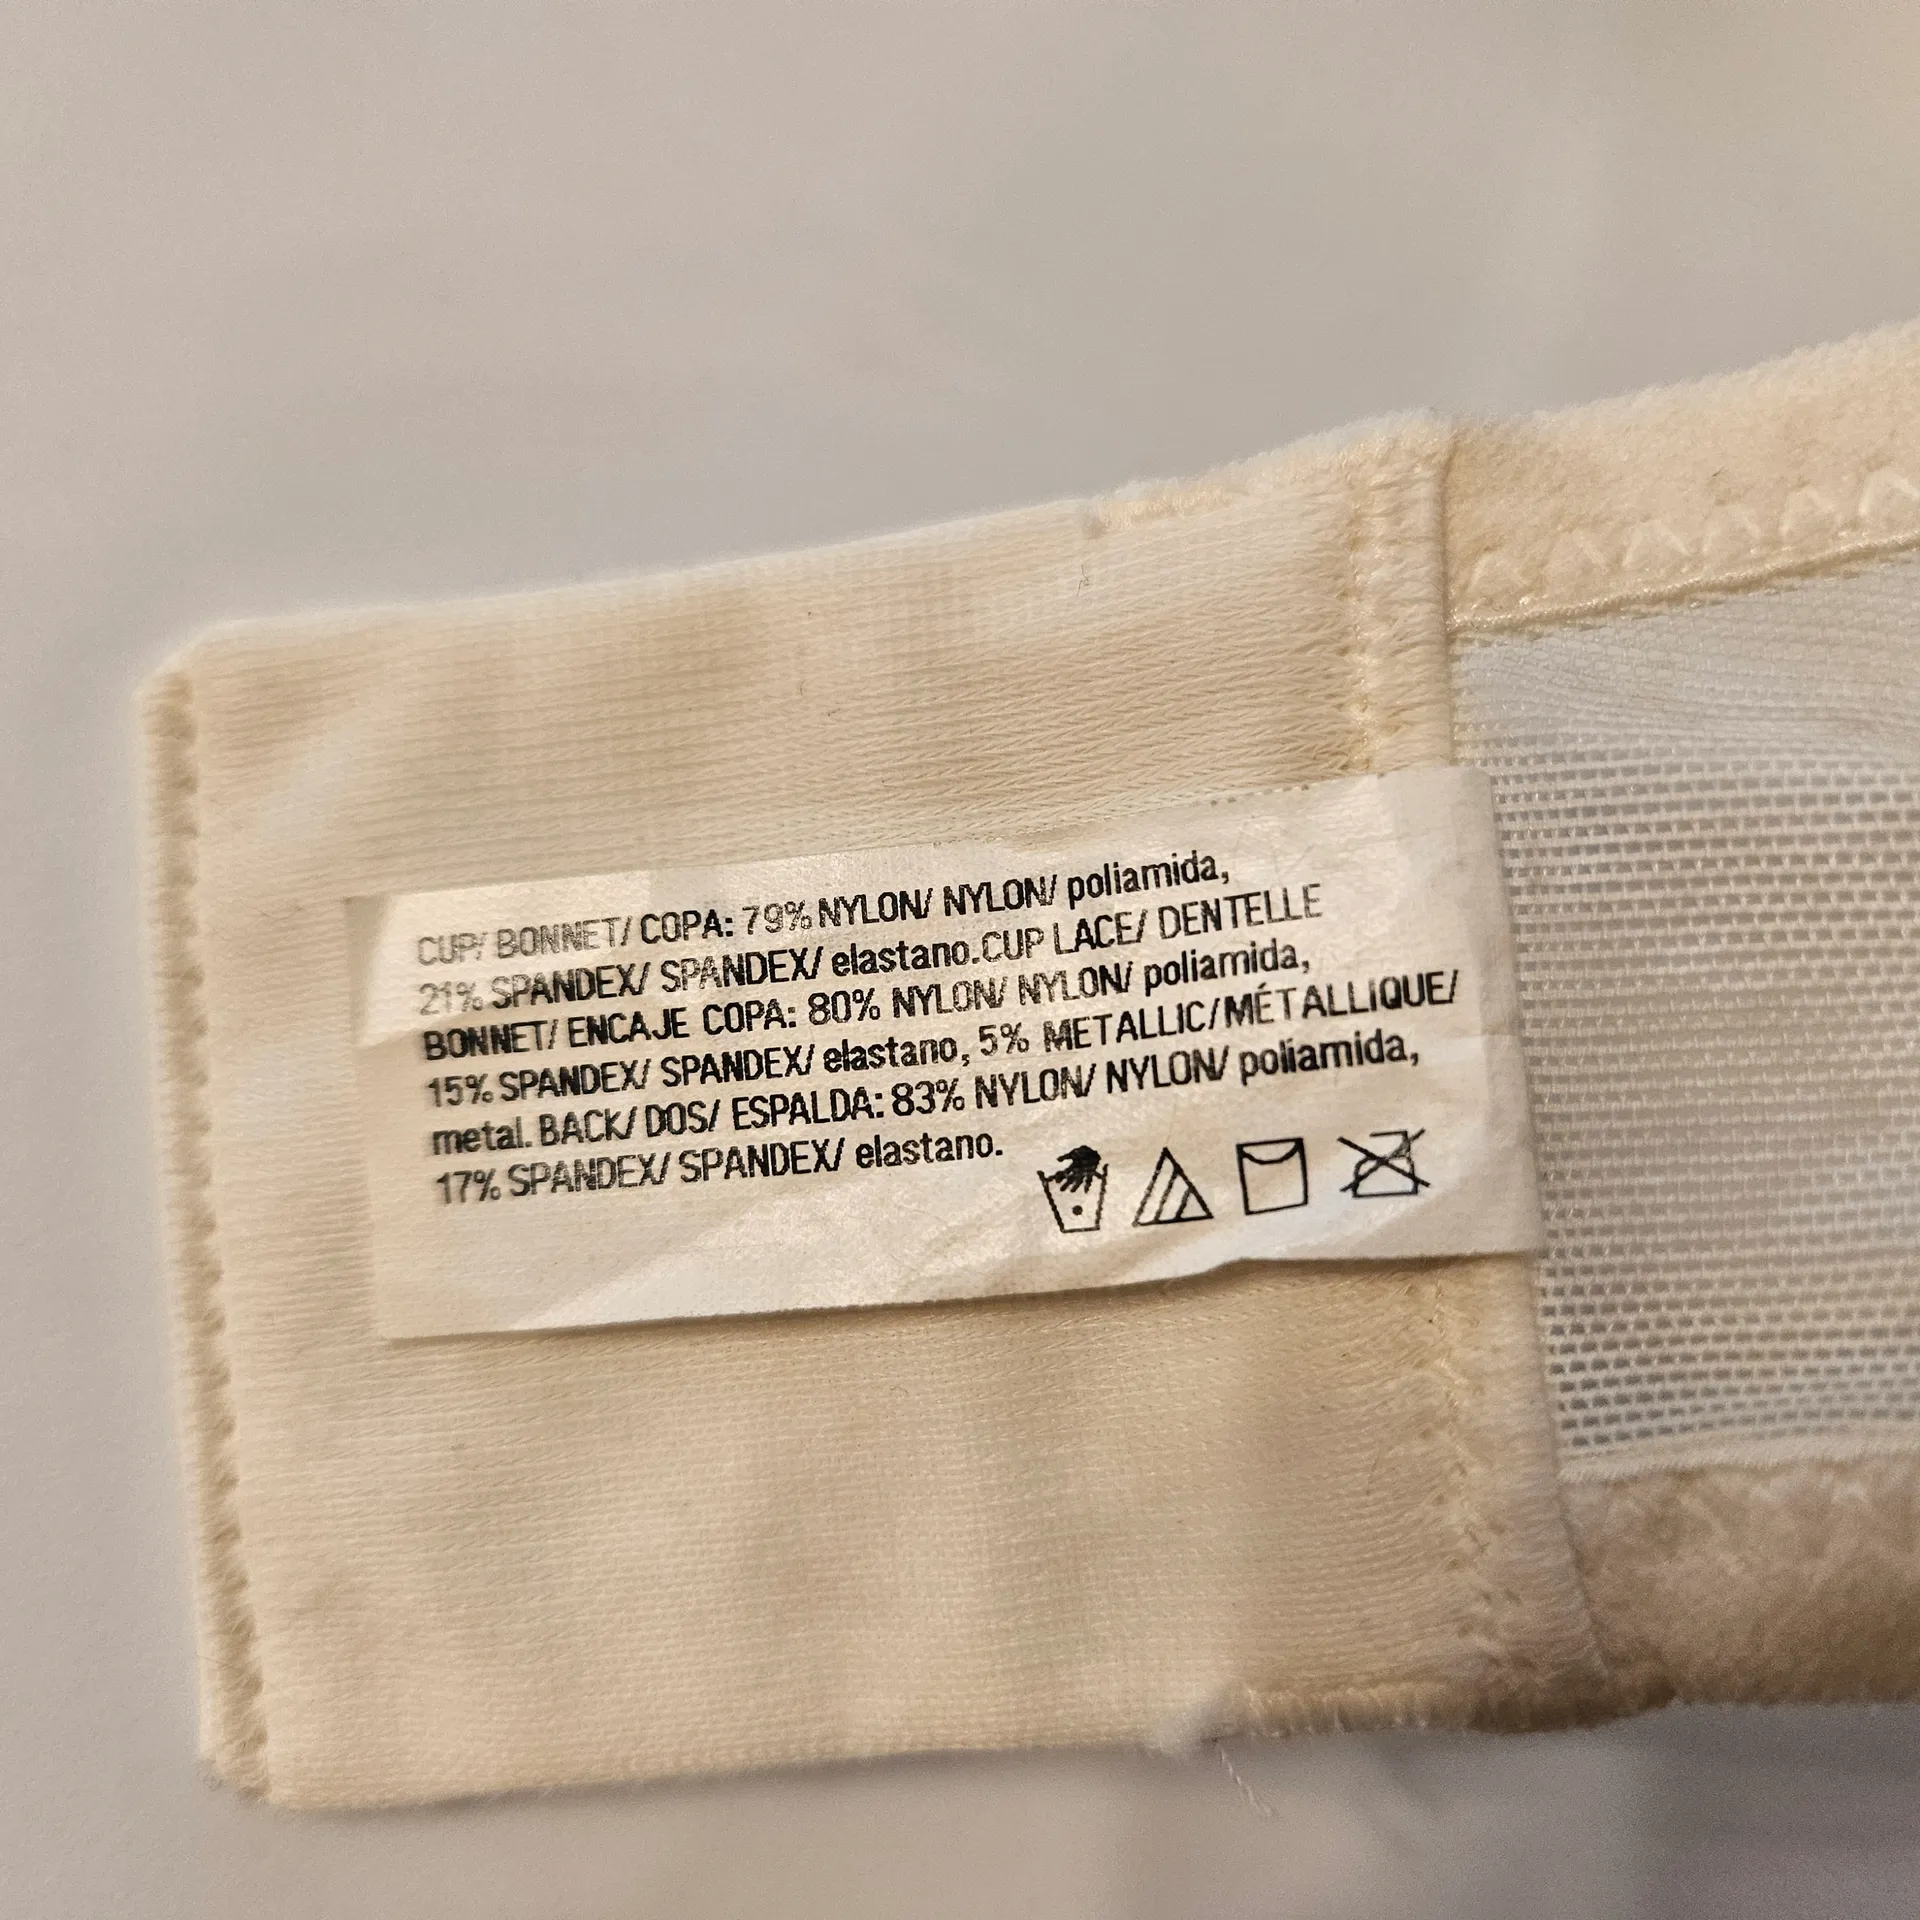 CUP/ BONNET/ COPA: 79% NYLON/ NYLON/ poliamida,
21% SPANDEX/ SPANDEX/ elastano.CUP LACE/ DENTELLE
BONNET/ ENCAJE COPA: 80% NYLON/ NYLON/ poliamida,
15% SPANDEX/ SPANDEX/ elastano, 5% METALLIC/MÉTALLIQUE/
metal. BACK/ DOS/ ESPALDA: 83% NYLON/ NYLON/ poliamida,
17% SPANDEX/ SPANDEX/ elastano.